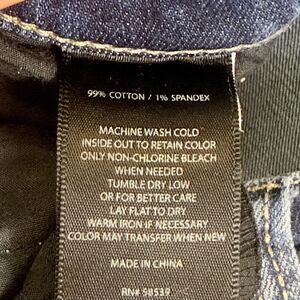 99% COTTON / 1% SPANDEX
MACHINE WASH COLD
INSIDE OUT TO RETAIN COLOR
ONLY NON-CHLORINE BLEACH
WHEN NEEDED
TUMBLE DRY LOW
OR FOR BETTER CARE
LAY FLAT TO DRY
WARM IRON IF NECESSARY
COLOR MAY TRANSFER WHEN NEW
MADE IN CHINA
RN# 58539